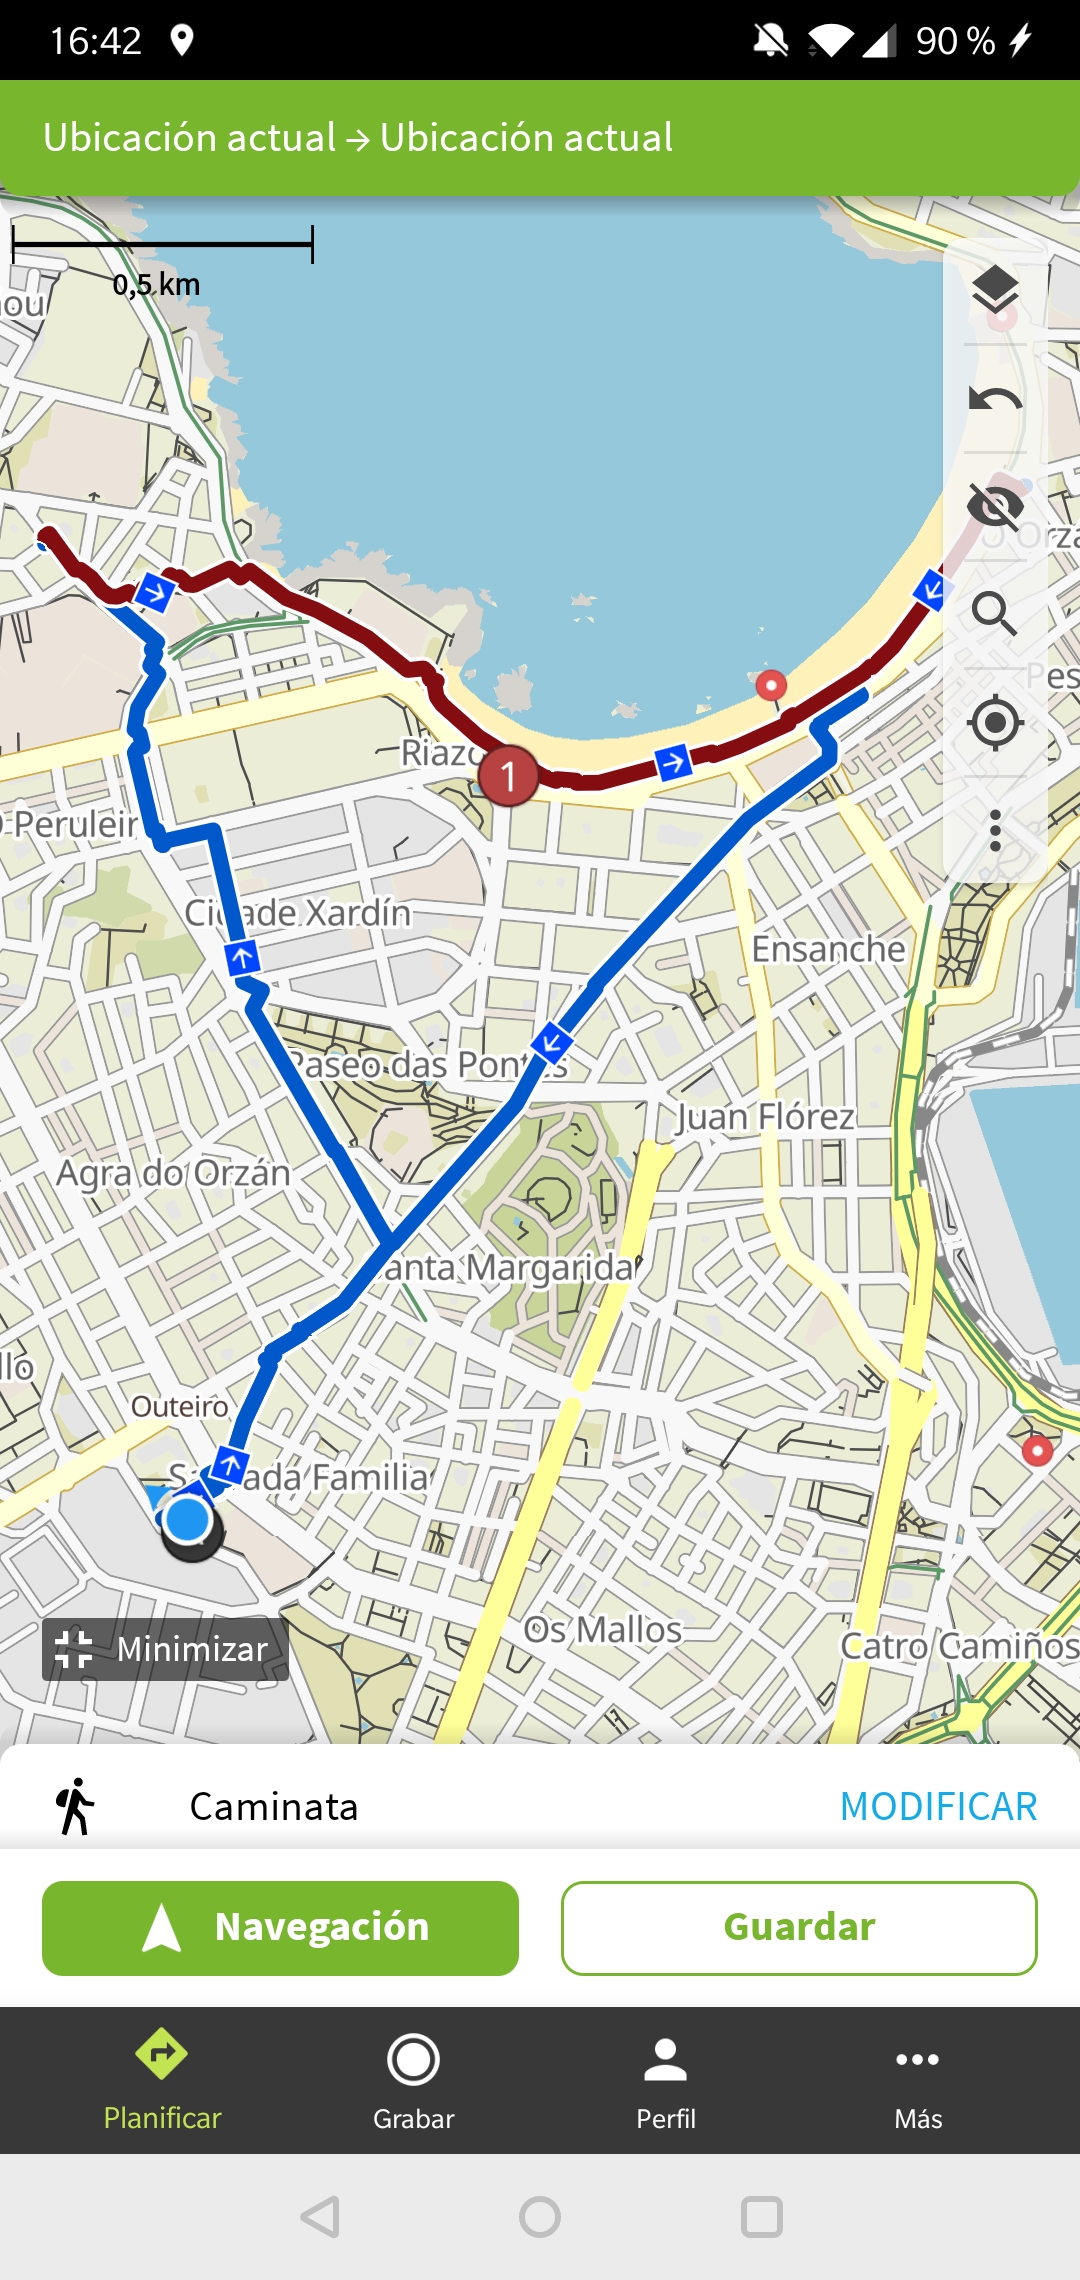 16:42
90 %
Ubicación actual → Ubicación actual
0,5 km
ou
Orza
Pes
Riazo
1
Peruleir
Cidade Xardín
Ensanche
Paseo das Pontes
Juan Flórez
Agra do Orzán
anta Margarida
llo
Outeiro
Sagrada Familia
Os Mallos
Catro Camiños
Minimizar
Caminata
MODIFICAR
Navegación
Guardar
Planificar
Grabar
Perfil
Más